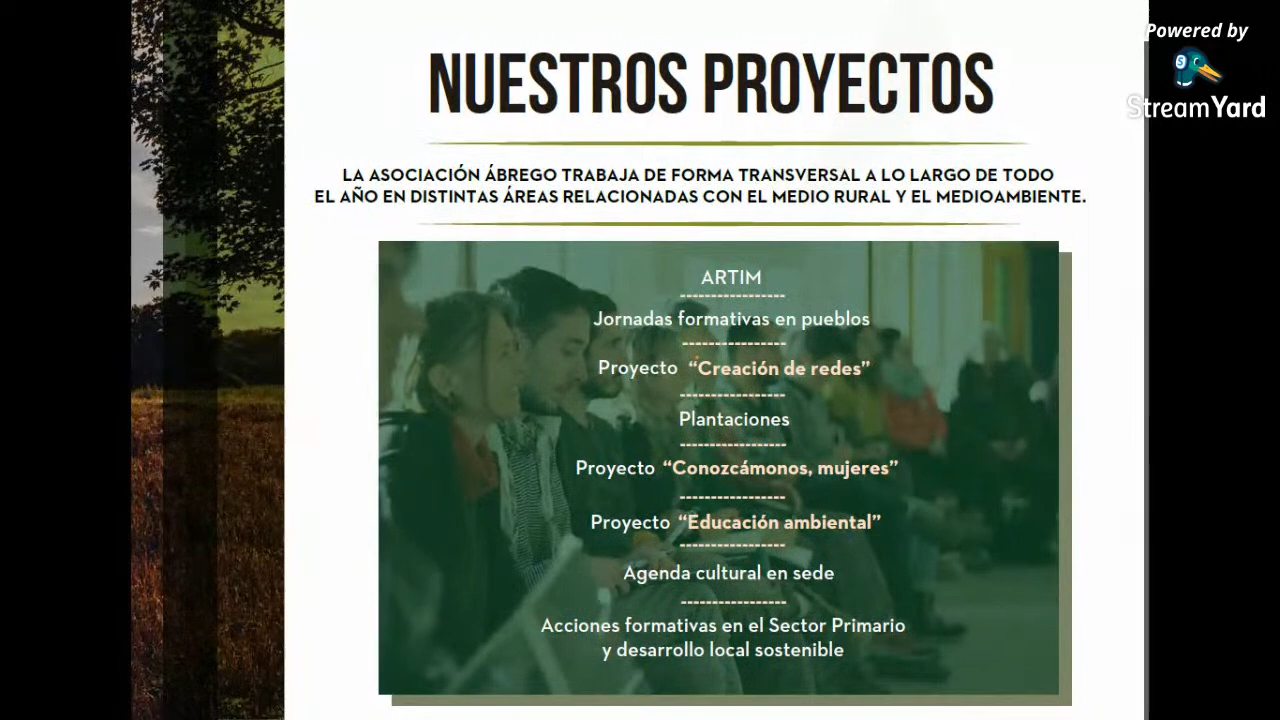 Powered by
StreamYard
NUESTROS PROYECTOS
LA ASOCIACIÓN ÁBREGO TRABAJA DE FORMA TRANSVERSAL A LO LARGO DE TODO
EL AÑO EN DISTINTAS ÁREAS RELACIONADAS CON EL MEDIO RURAL Y EL MEDIOAMBIENTE.
ARTIM
-----------------
Jornadas formativas en pueblos
-----------------
Proyecto “Creación de redes”
-----------------
Plantaciones
-----------------
Proyecto “Conozcámonos, mujeres”
-----------------
Proyecto “Educación ambiental”
-----------------
Agenda cultural en sede
-----------------
Acciones formativas en el Sector Primario
y desarrollo local sostenible